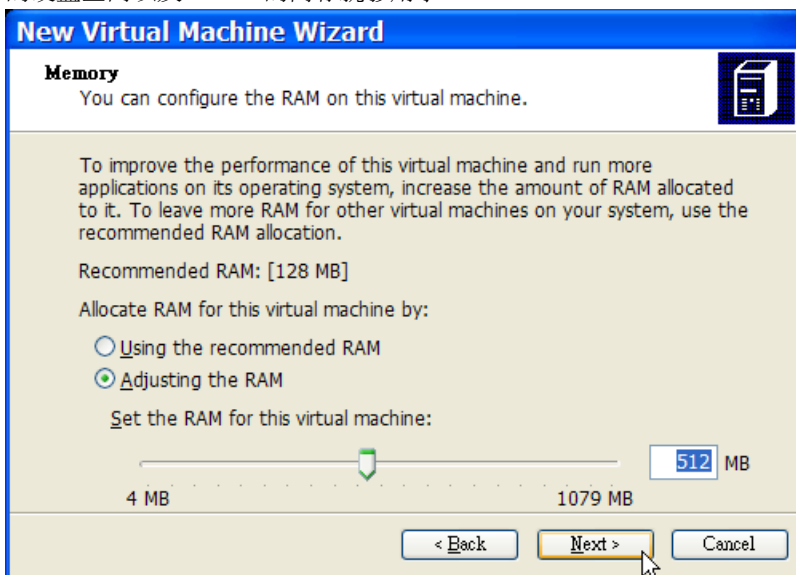 New Virtual Machine Wizard
Memory
You can configure the RAM on this virtual machine.
To improve the performance of this virtual machine and run more
applications on its operating system, increase the amount of RAM allocated
to it. To leave more RAM for other virtual machines on your system, use the
recommended RAM allocation.
Recommended RAM: [128 MB]
Allocate RAM for this virtual machine by:
Using the recommended RAM
Adjusting the RAM
Set the RAM for this virtual machine:
512 MB
4 MB 1079 MB
< Back Next > Cancel